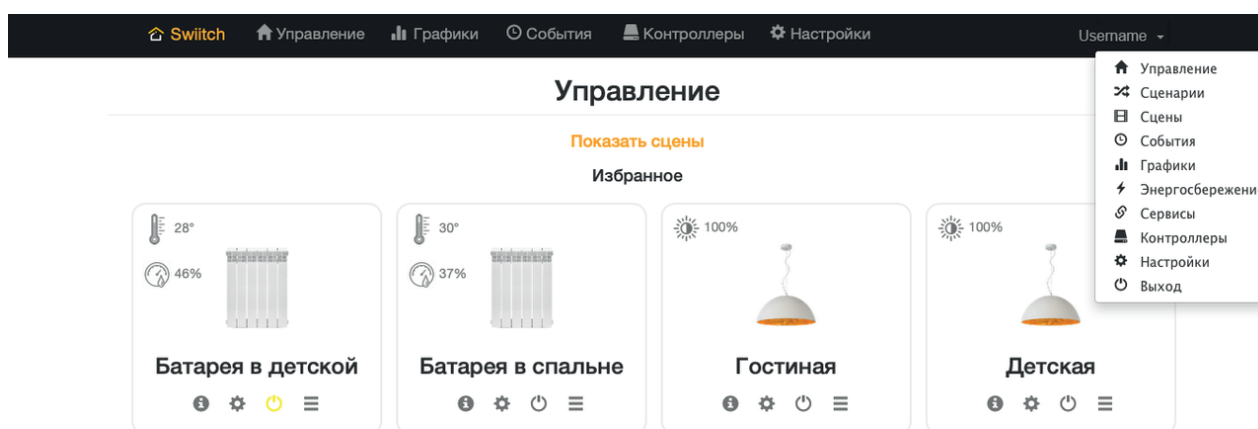 Swiitch Управление Графики События Контроллеры Настройки Username
Управление
Сценарии
Сцены
События
Графики
Энергосбережени
Сервисы
Контроллеры
Настройки
Выход
Управление
Показать сцены
Избранное
28°
46%
Батарея в детской
30°
37%
Батарея в спальне
100%
Гостиная
100%
Детская